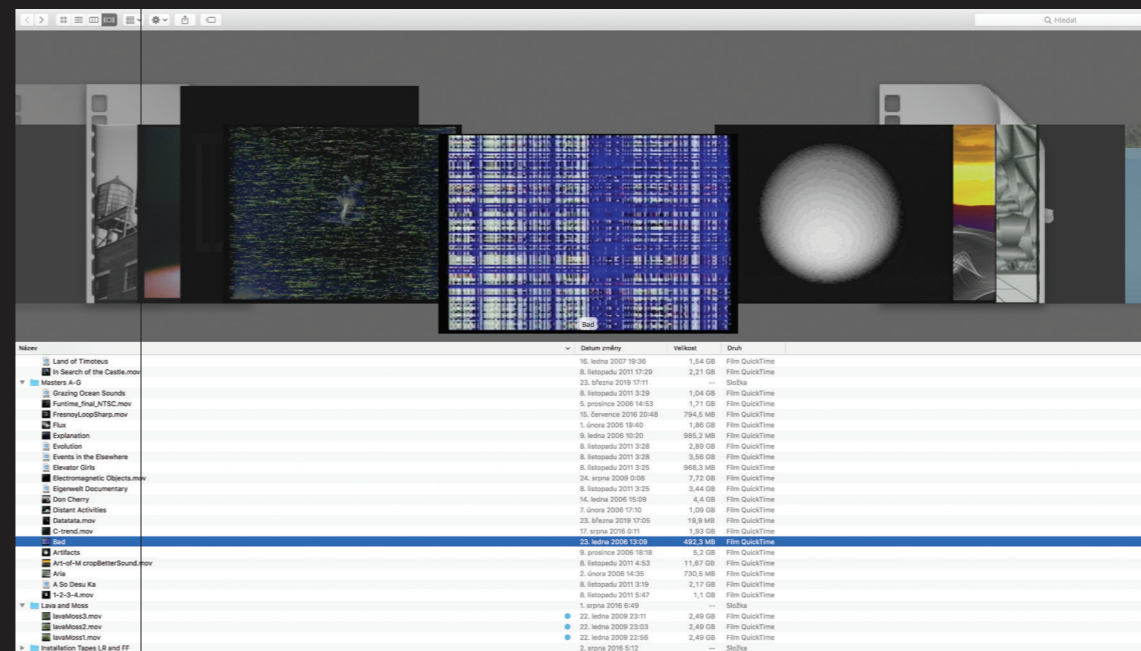 Hledat
Bad
Název Datum změny Velikost Druh
Land of Timoteus 16. ledna 2007 19:36 1,54 GB Film QuickTime
In Search of the Castle.mov 8. listopadu 2011 17:29 2,21 GB Film QuickTime
Masters A-G 23. března 2019 17:11 -- Složka
Grazing Ocean Sounds 8. listopadu 2011 3:29 1,04 GB Film QuickTime
Funtime_final_NTSC.mov 5. prosince 2006 14:53 1,71 GB Film QuickTime
FresnoyLoopSharp.mov 15. července 2016 20:48 794,5 MB Film QuickTime
Flux 1. února 2006 19:40 1,86 GB Film QuickTime
Explanation 9. ledna 2006 10:20 985,2 MB Film QuickTime
Evolution 8. listopadu 2011 3:28 2,89 GB Film QuickTime
Events in the Elsewhere 8. listopadu 2011 3:28 3,56 GB Film QuickTime
Elevator Girls 8. listopadu 2011 3:25 968,3 MB Film QuickTime
Electromagnetic Objects.mov 24. srpna 2009 0:06 7,72 GB Film QuickTime
Eigenwelt Documentary 8. listopadu 2011 3:25 3,44 GB Film QuickTime
Don Cherry 14. ledna 2006 15:09 4,4 GB Film QuickTime
Distant Activities 7. února 2006 17:10 1,09 GB Film QuickTime
Datatata.mov 23. března 2019 17:05 19,9 MB Film QuickTime
C-trend.mov 17. srpna 2016 0:11 1,93 GB Film QuickTime
Bad 23. ledna 2006 13:09 492,3 MB Film QuickTime
Artifacts 9. prosince 2006 18:18 5,2 GB Film QuickTime
Art-of-M cropBetterSound.mov 8. listopadu 2011 4:53 11,67 GB Film QuickTime
Aria 2. února 2006 14:35 730,5 MB Film QuickTime
A So Desu Ka 8. listopadu 2011 3:19 2,17 GB Film QuickTime
1-2-3-4.mov 8. listopadu 2011 5:47 1,1 GB Film QuickTime
Lava and Moss 1. srpna 2016 6:49 -- Složka
lavaMoss3.mov 22. ledna 2009 23:11 2,49 GB Film QuickTime
lavaMoss2.mov 22. ledna 2009 23:03 2,49 GB Film QuickTime
lavaMoss1.mov 22. ledna 2009 22:56 2,49 GB Film QuickTime
Installation Tapes LR and FF 2. srpna 2016 5:12 -- Složka